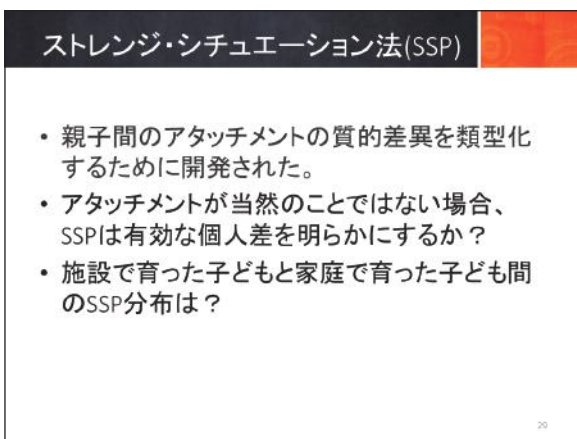 ストレンジ・シチュエーション法(SSP)
• 親子間のアタッチメントの質的差異を類型化
するために開発された。
• アタッチメントが当然のことではない場合、
SSPは有効な個人差を明らかにするか？
• 施設で育った子どもと家庭で育った子ども間
のSSP分布は？
29